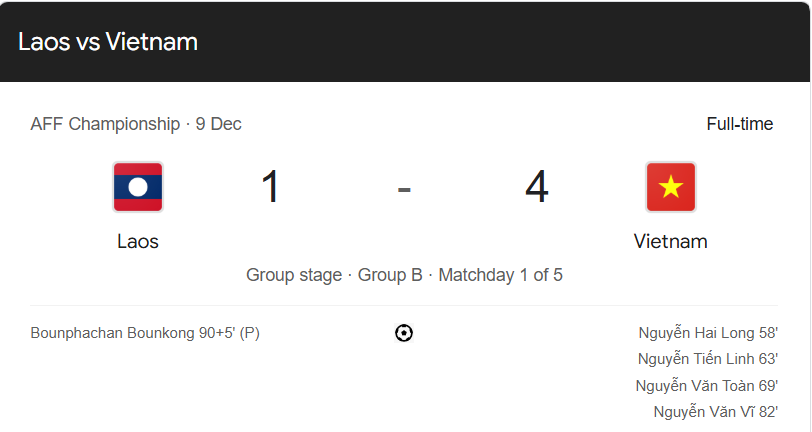 Laos vs Vietnam
AFF Championship · 9 Dec
Full-time
1 - 4
Laos
Vietnam
Group stage · Group B · Matchday 1 of 5
Bounphachan Bounkong 90+5' (P)
Nguyễn Hai Long 58'
Nguyễn Tiến Linh 63'
Nguyễn Văn Toàn 69'
Nguyễn Văn Vĩ 82'